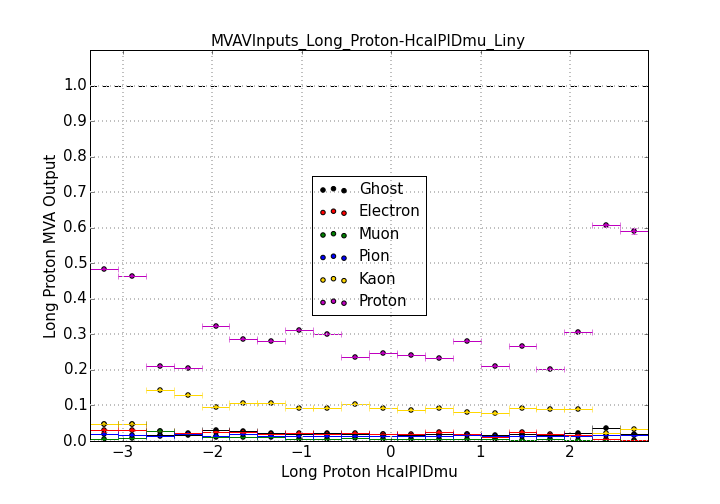 MVAVInputs_Long_Proton-HcalPIDmu_Liny
1.0
0.9
0.8
0.7
0.6
0.5
0.4
0.3
0.2
0.1
0.0
Long Proton MVA Output
Ghost
Electron
Muon
Pion
Kaon
Proton
−3 −2 −1 0 1 2
Long Proton HcalPIDmu